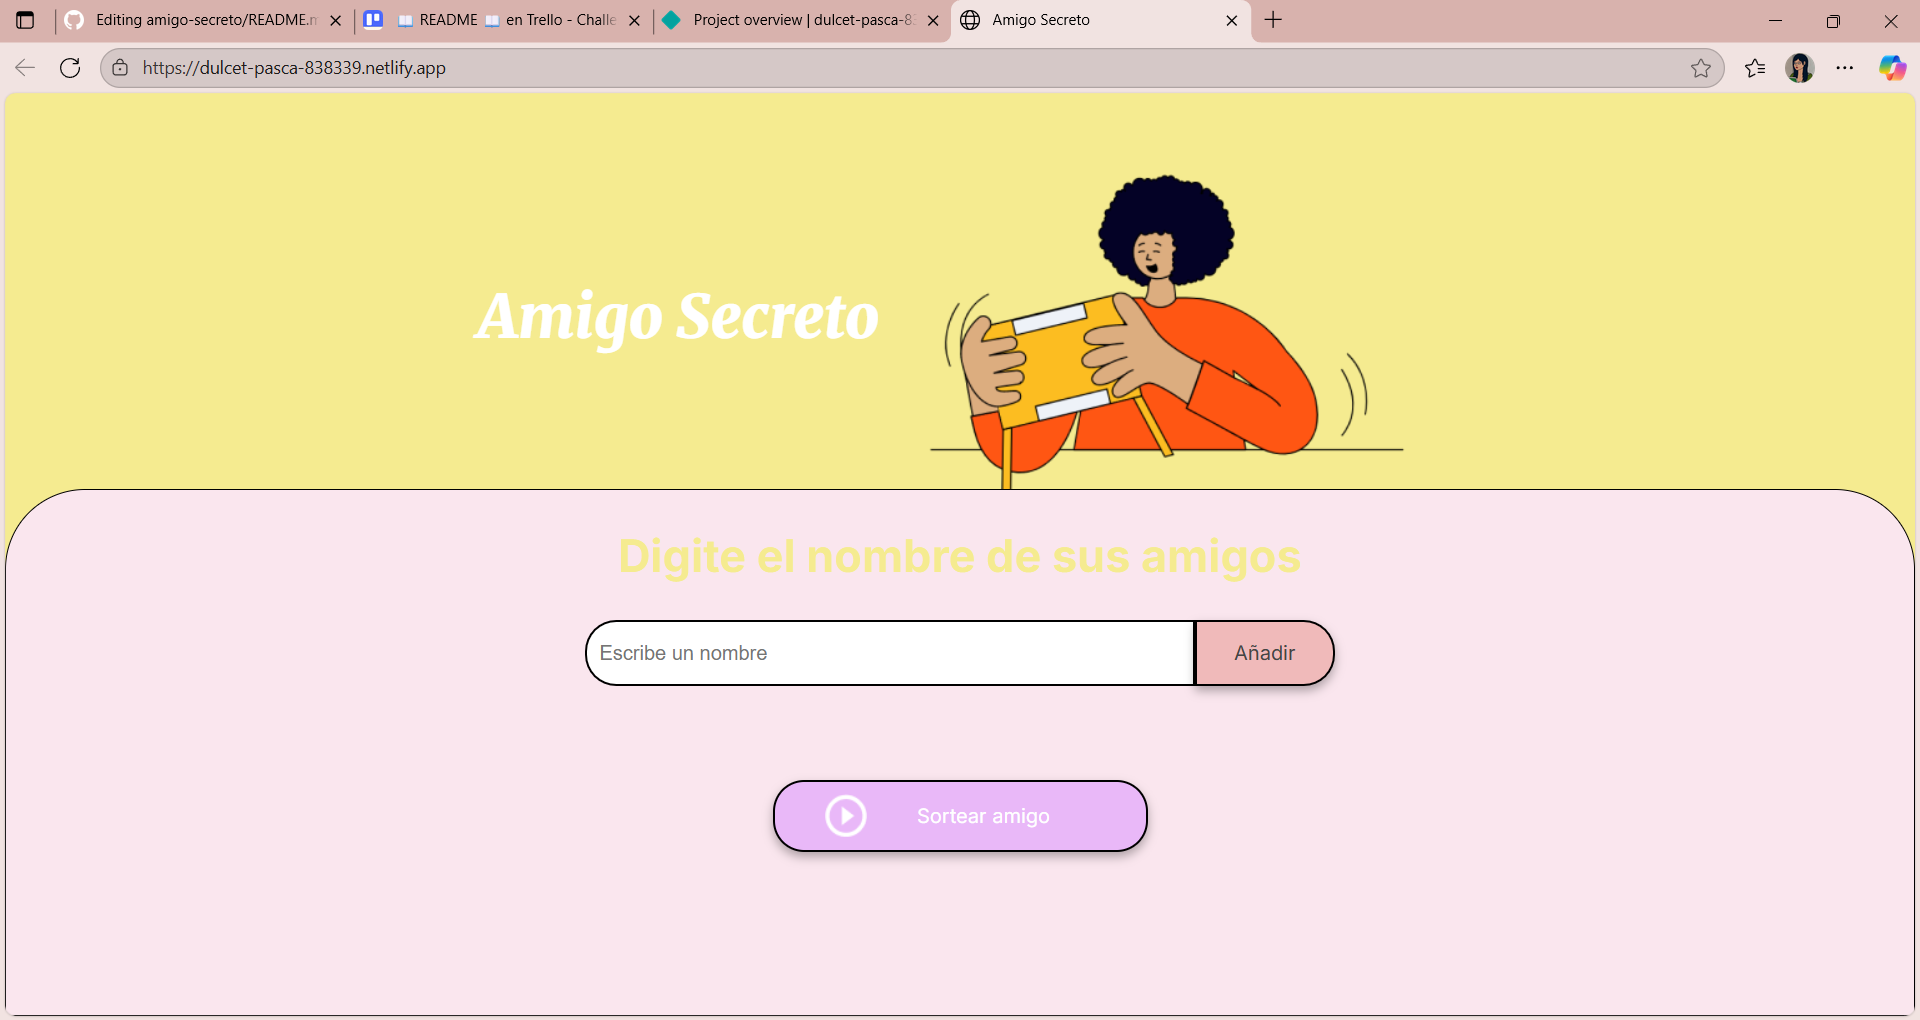 Editing amigo-secreto/README.m
README en Trello - Challe
Project overview | dulcet-pasca-83
Amigo Secreto
https://dulcet-pasca-838339.netlify.app
Amigo Secreto
Digite el nombre de sus amigos
Escribe un nombre
Añadir
Sortear amigo